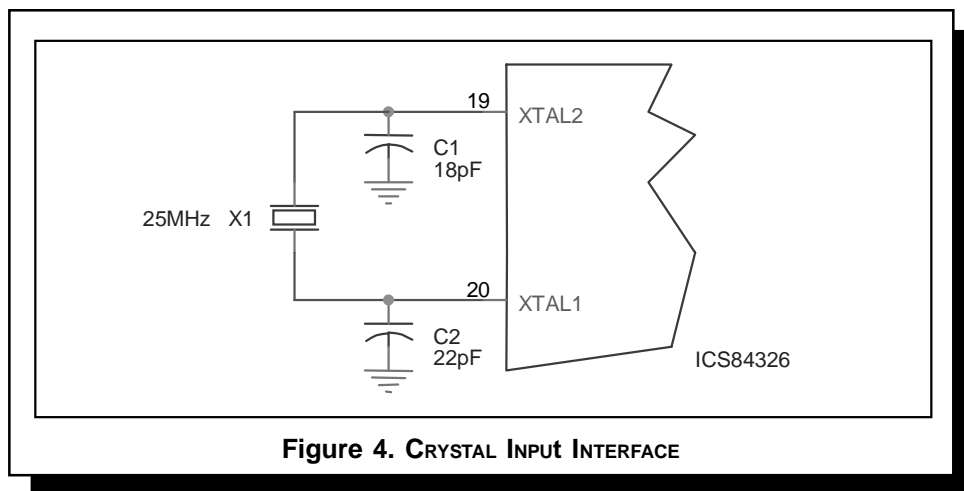 19
XTAL2
C1
18pF
25MHz X1
20
XTAL1
C2
22pF
ICS84326
Figure 4. CRYSTAL INPUt INTERFACE